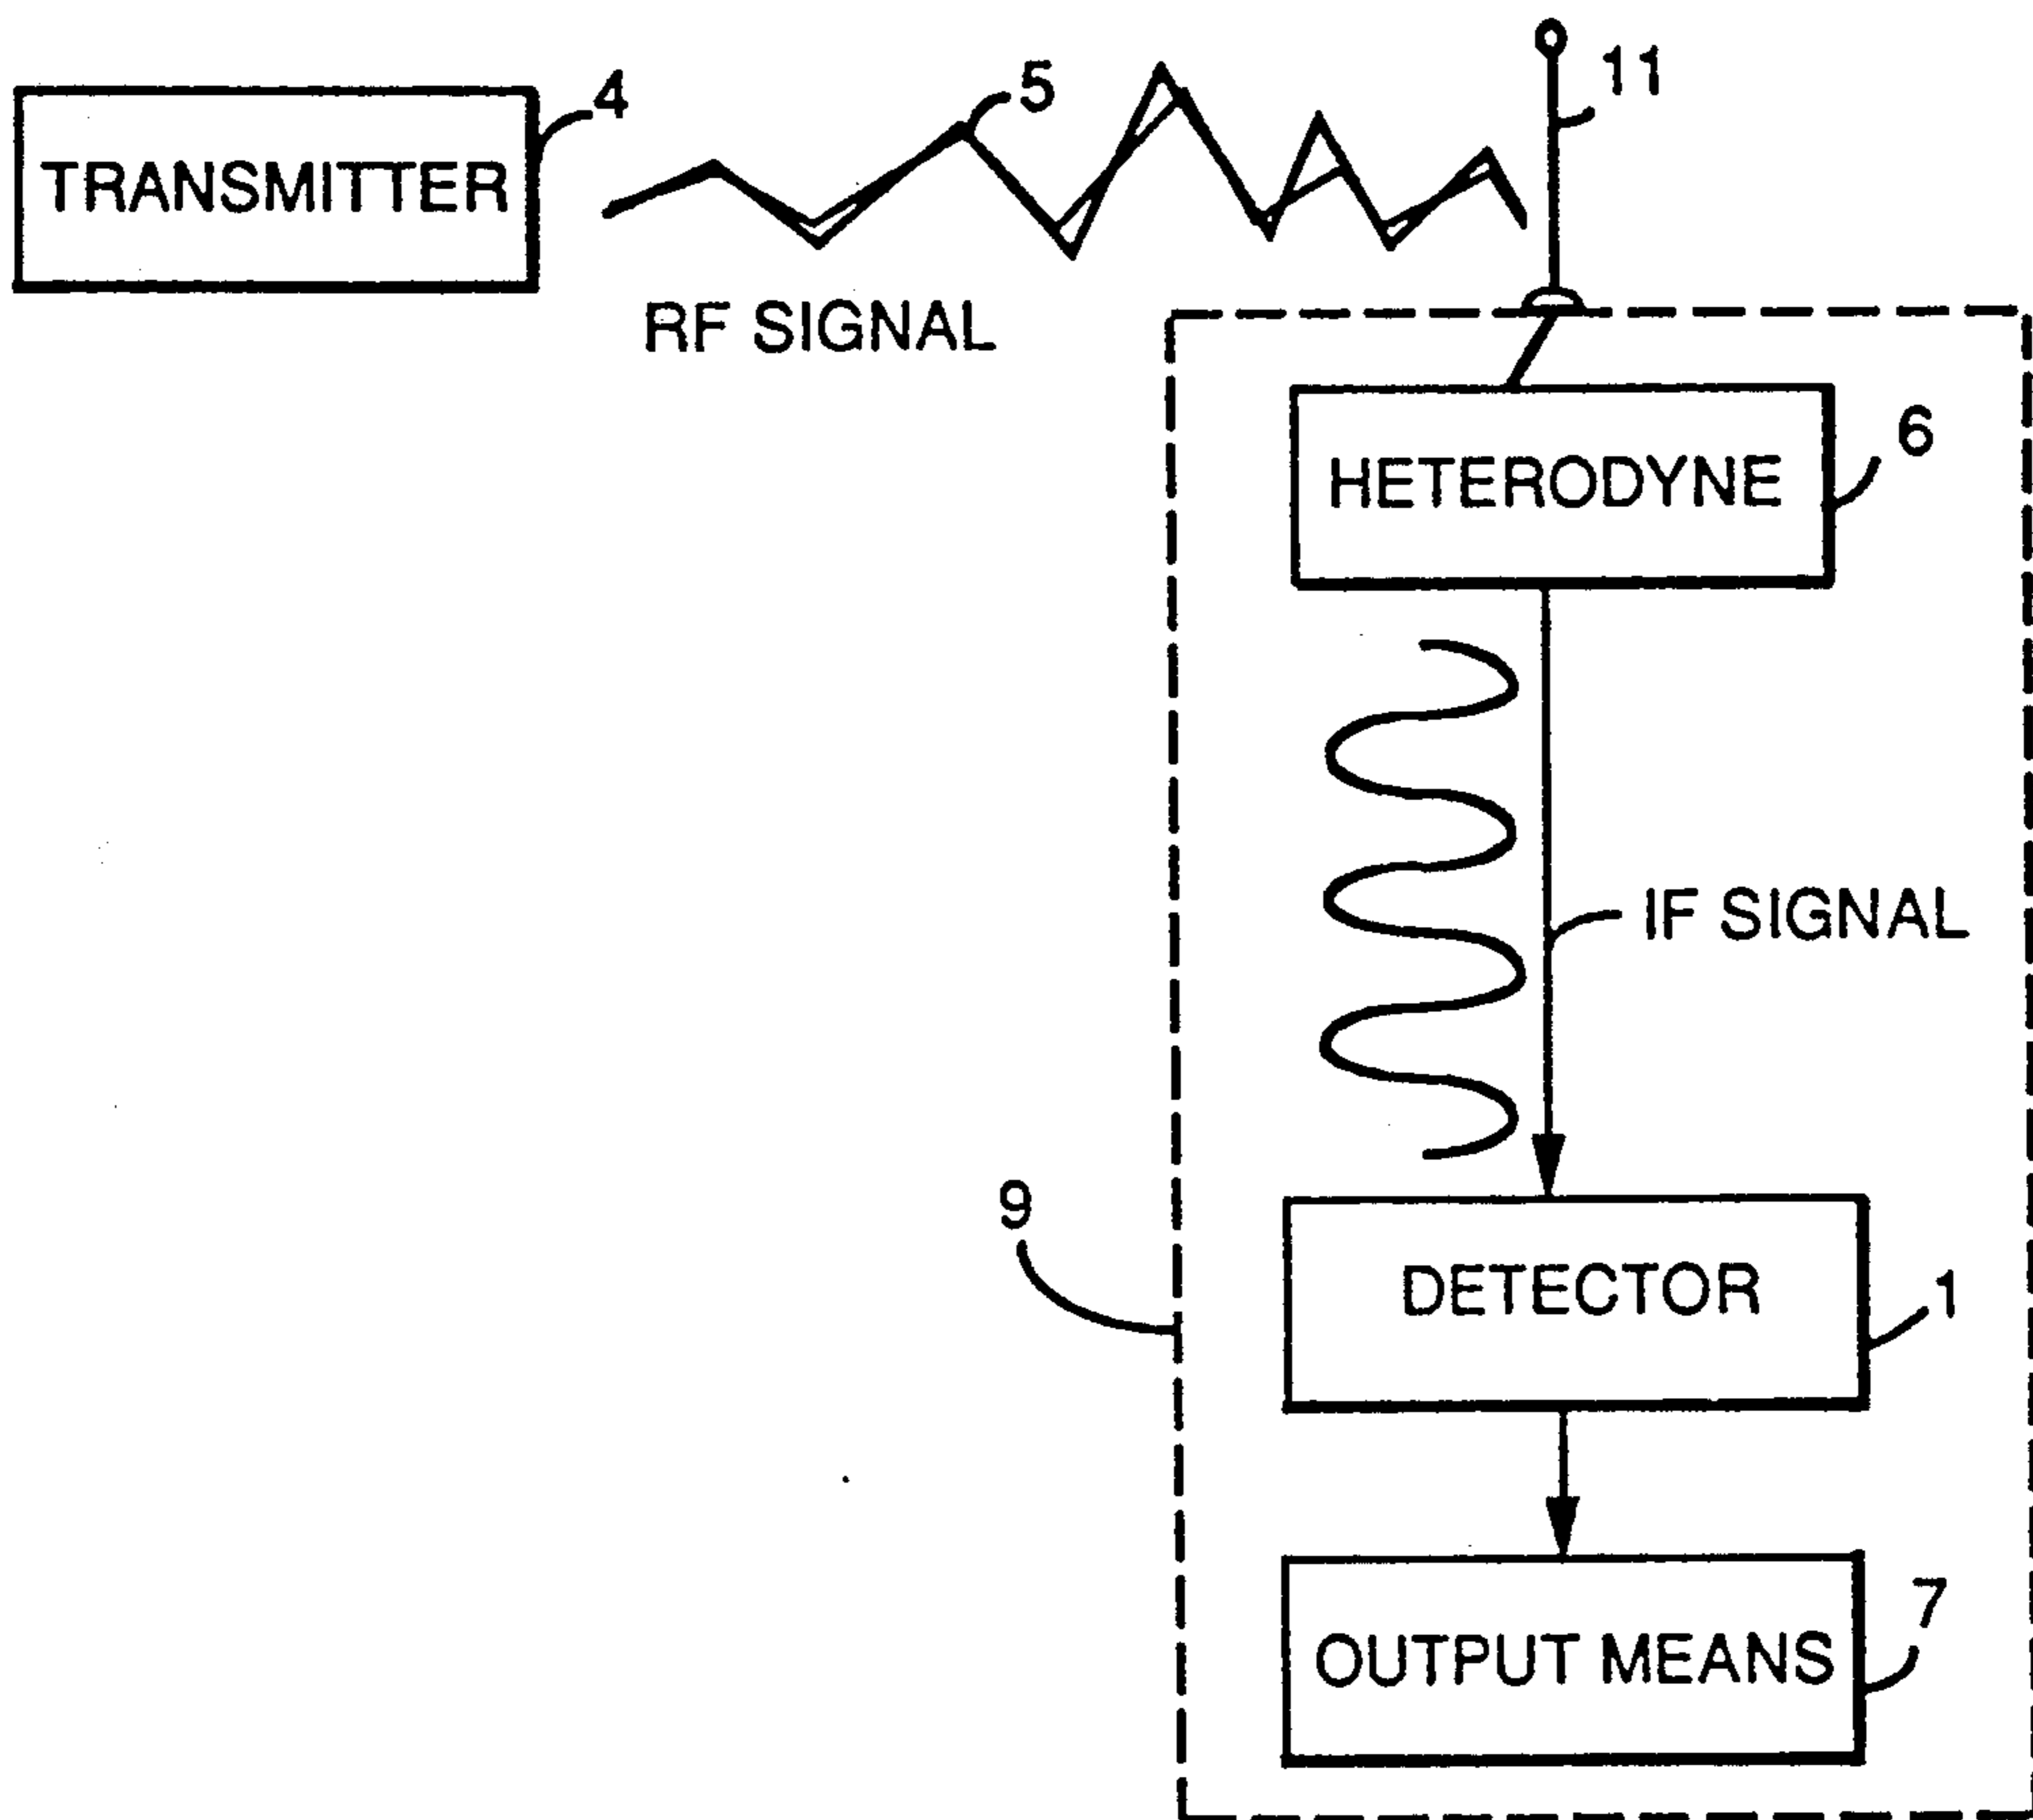 TRANSMITTER
4
5
11
RF SIGNAL
HETERODYNE
6
IF SIGNAL
9
DETECTOR
1
OUTPUT MEANS
7